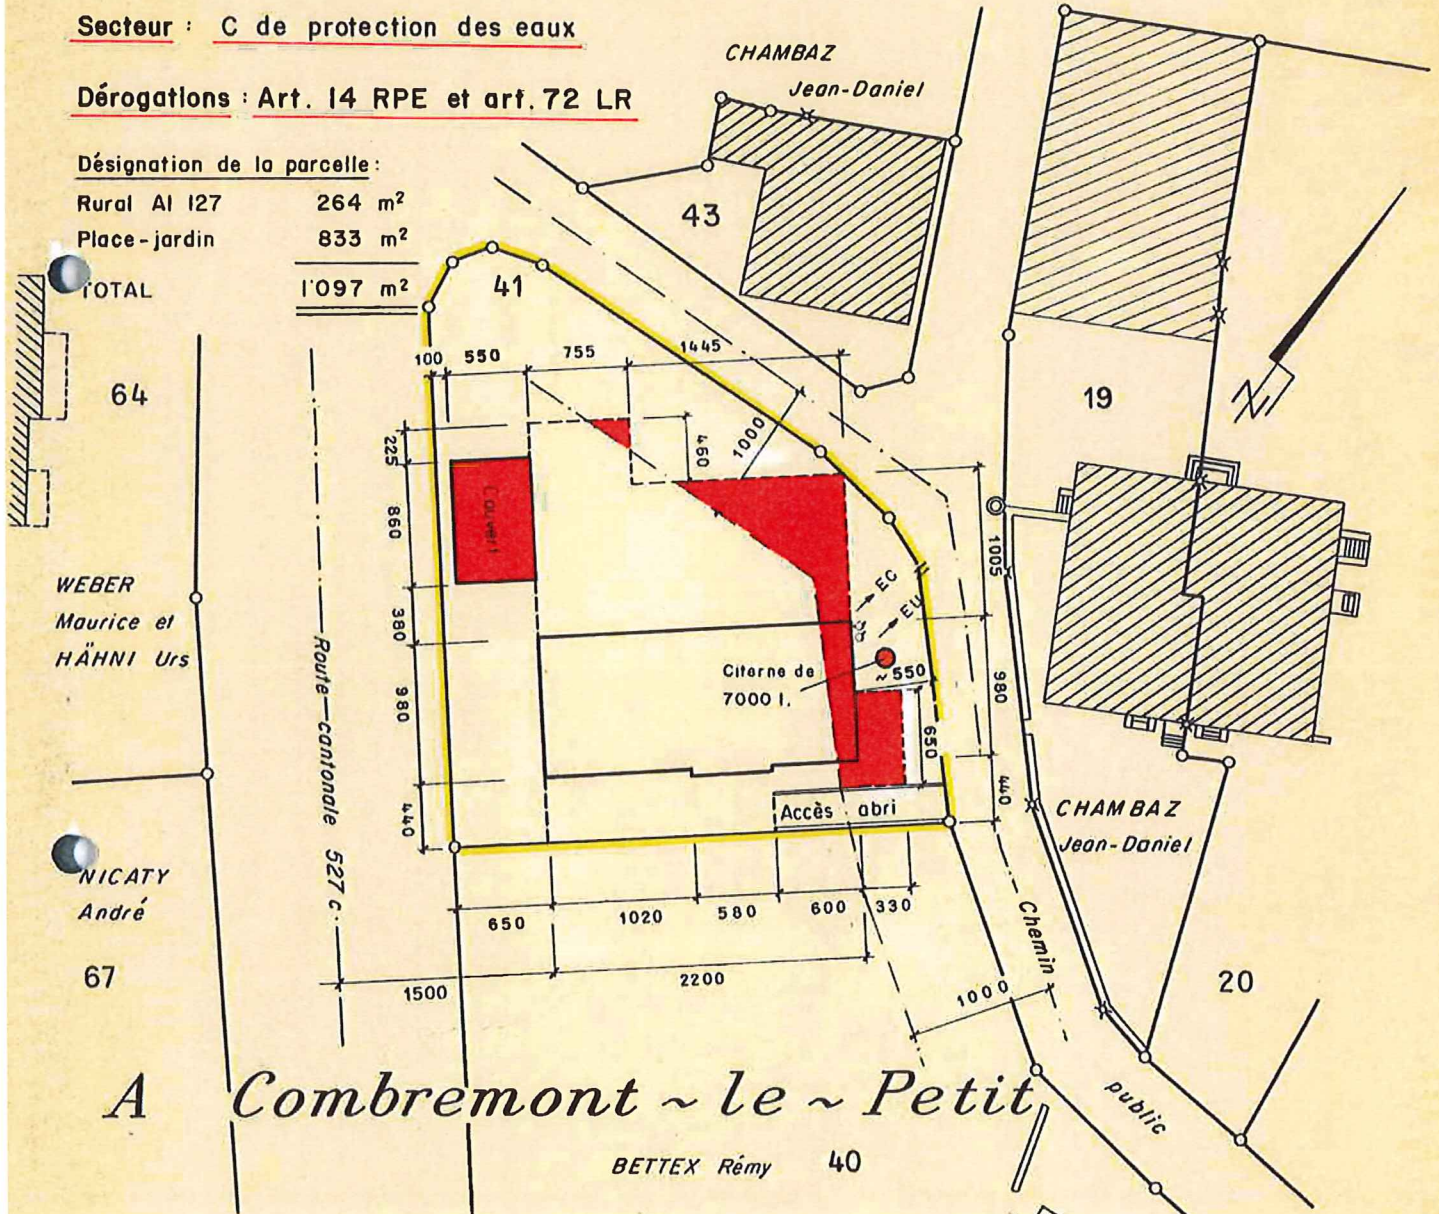 Secteur : C de protection des eaux
Dérogations : Art. 14 RPE et art. 72 LR
Désignation de la parcelle :
Rural AI 127 264 m²
Place-jardin 833 m²
TOTAL 1'097 m²
CHAMBAZ
Jean-Daniel
43
41
64
19
100 550 755 1445
460
1000
225
860
380
980
440
Couvert
WEBER
Maurice et
HÄHNI Urs
Route-cantonale 527 c.
N
1005
980
440
EC
EU
Citerne de
7000 l.
~ 550
650
Accès abri
CHAMBAZ
Jean-Daniel
NICATY
André
67
650 1020 580 600 330
1500 2200
1000
Chemin
public
20
A Combremont ~ le ~ Petit
BETTEX Rémy 40